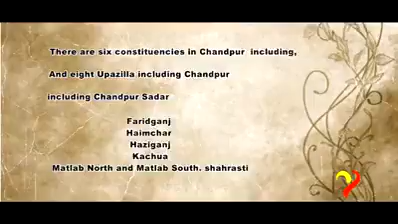 There are six constituencies in Chandpur including,
And eight Upazilla including Chandpur
including Chandpur Sadar
Faridganj
Haimchar
Haziganj
Kachua
Matlab North and Matlab South. shahrasti